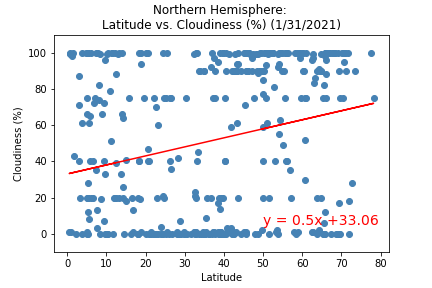 Northern Hemisphere:
Latitude vs. Cloudiness (%) (1/31/2021)
100
80
60
40
20
0
Cloudiness (%)
y = 0.5x +33.06
0 10 20 30 40 50 60 70 80
Latitude